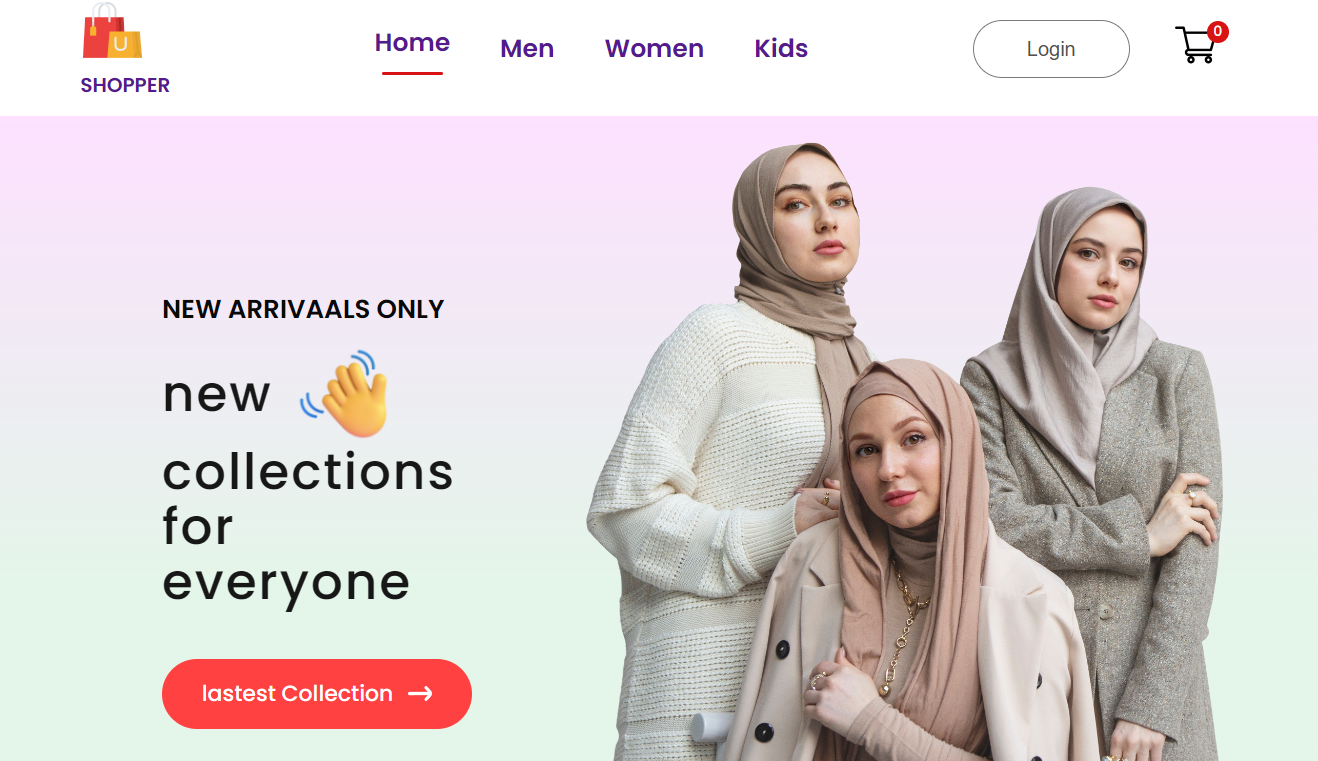 Home
Men
Women
Kids
Login
0
SHOPPER
NEW ARRIVAALS ONLY
new
collections
for
everyone
lastest Collection